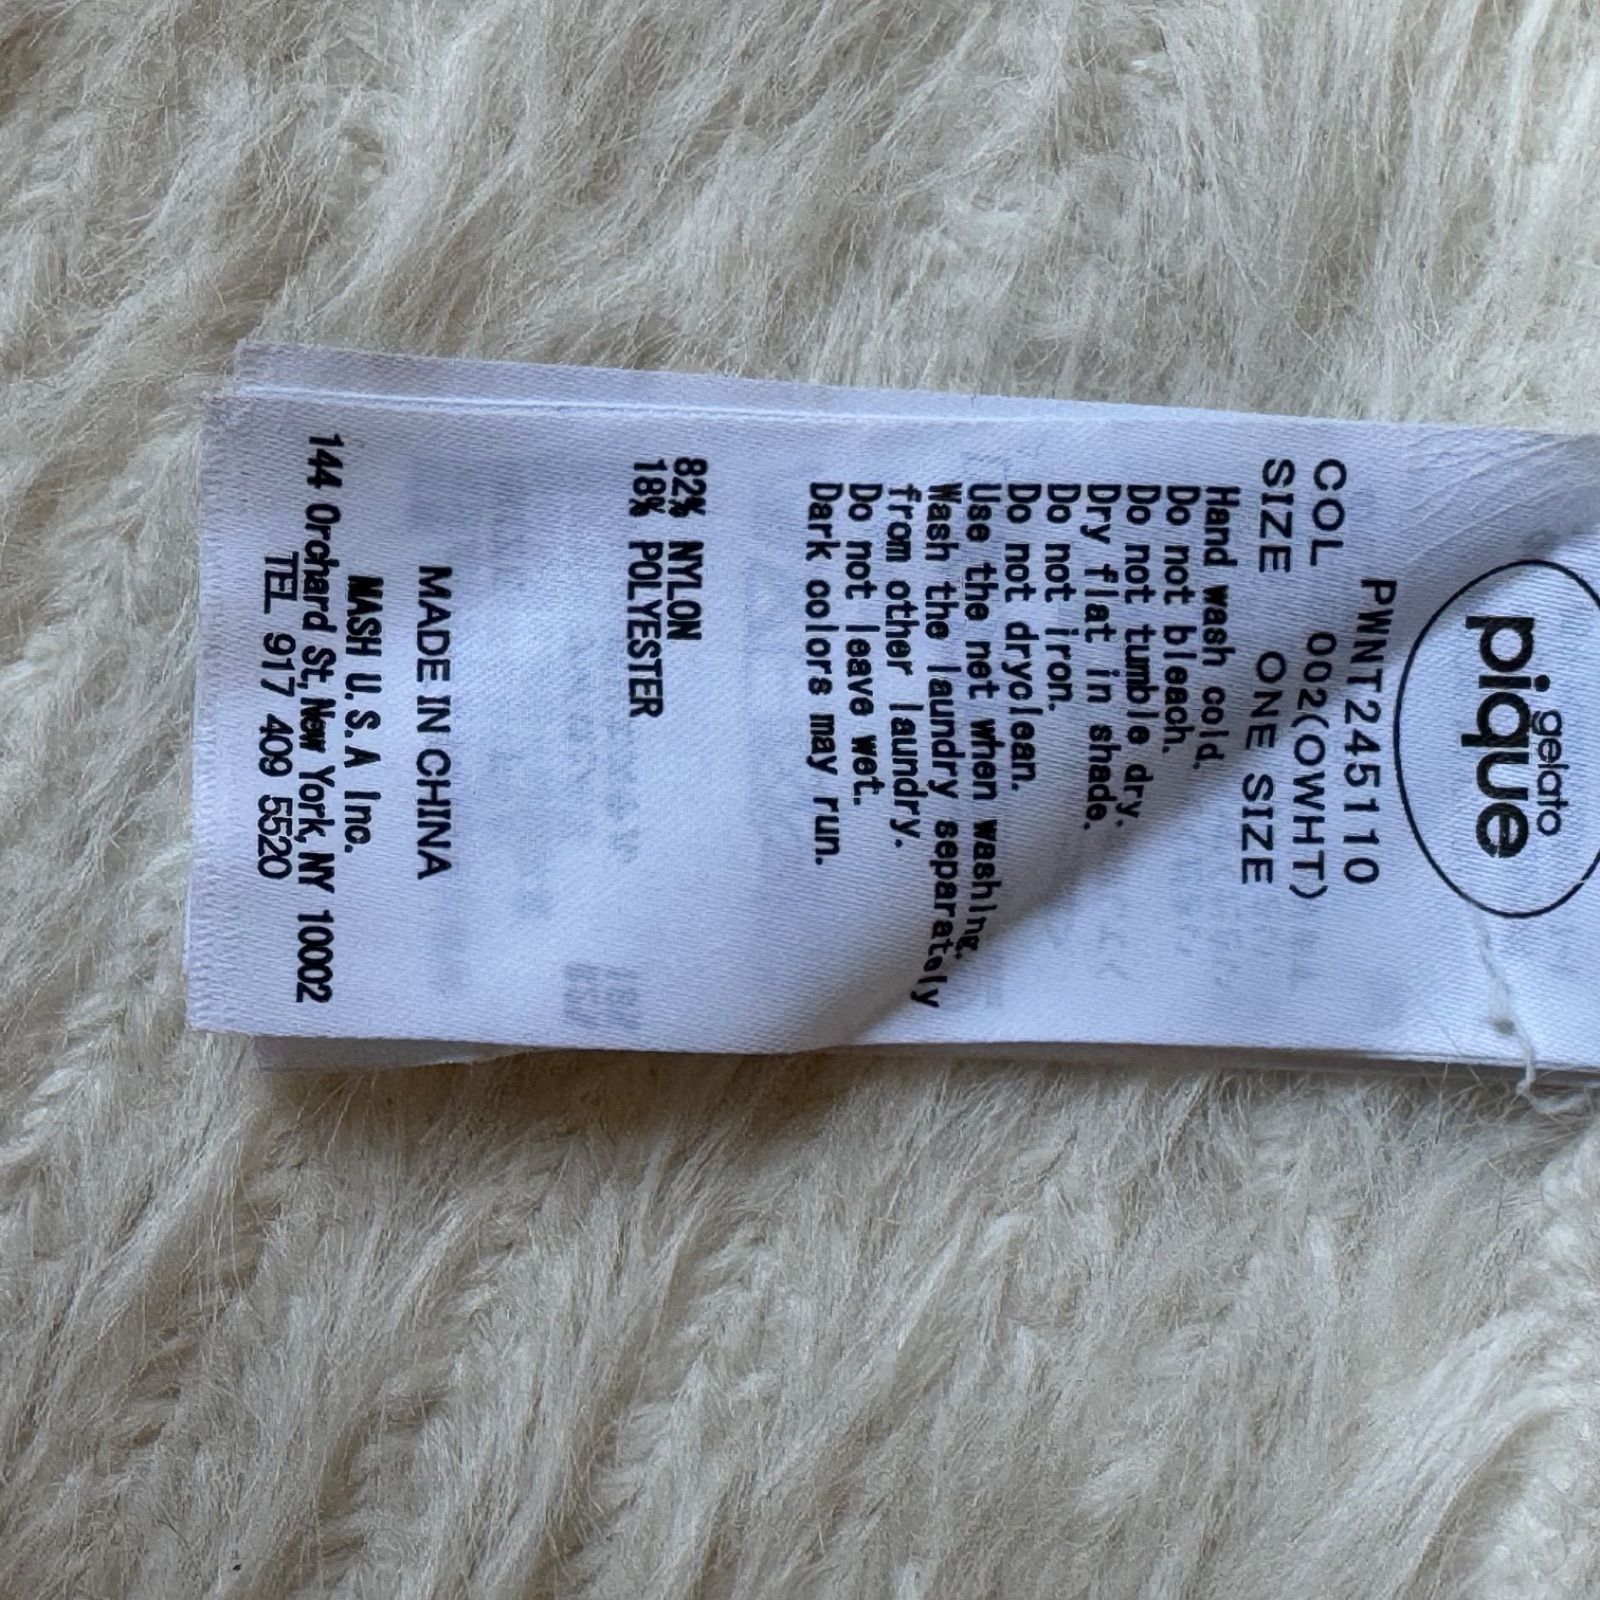 gelato
pique
PWNT245110
COL 002(OWHT)
SIZE ONE SIZE
Hand wash cold.
Do not bleach.
Do not tumble dry.
Dry flat in shade.
Do not iron.
Do not dryclean.
Use the net when washing.
Wash the laundry separately
from other laundry.
Do not leave wet.
Dark colors may run.
82% NYLON
18% POLYESTER
MADE IN CHINA
MASH U.S.A Inc.
144 Orchard St, New York, NY 10002
TEL 917 409 5520